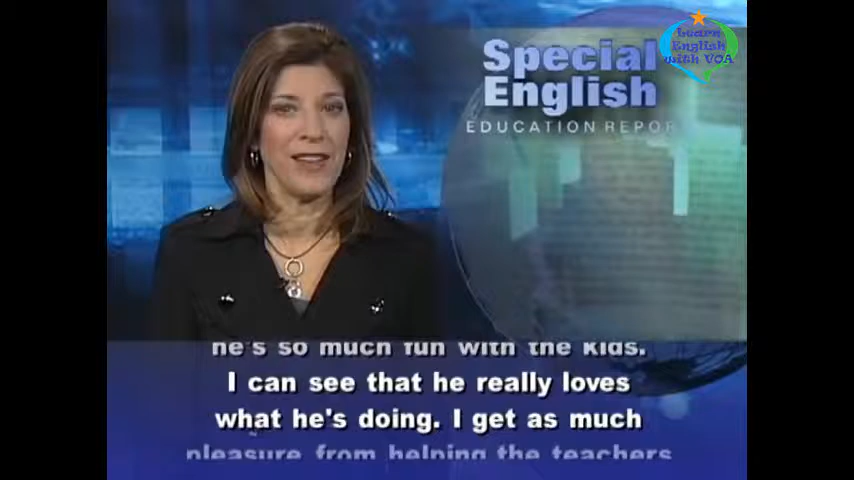 Learn
English
with VOA
Special
English
EDUCATION REPOR
he's so much fun with the kids.
I can see that he really loves
what he's doing. I get as much
pleasure from helping the teachers